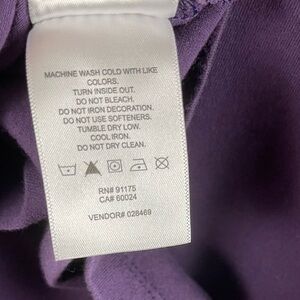 MACHINE WASH COLD WITH LIKE
COLORS.
TURN INSIDE OUT.
DO NOT BLEACH.
DO NOT IRON DECORATION.
DO NOT USE SOFTENERS.
TUMBLE DRY LOW.
COOL IRON.
DO NOT DRY CLEAN.
RN# 91175
CA# 60024
VENDOR# 028469